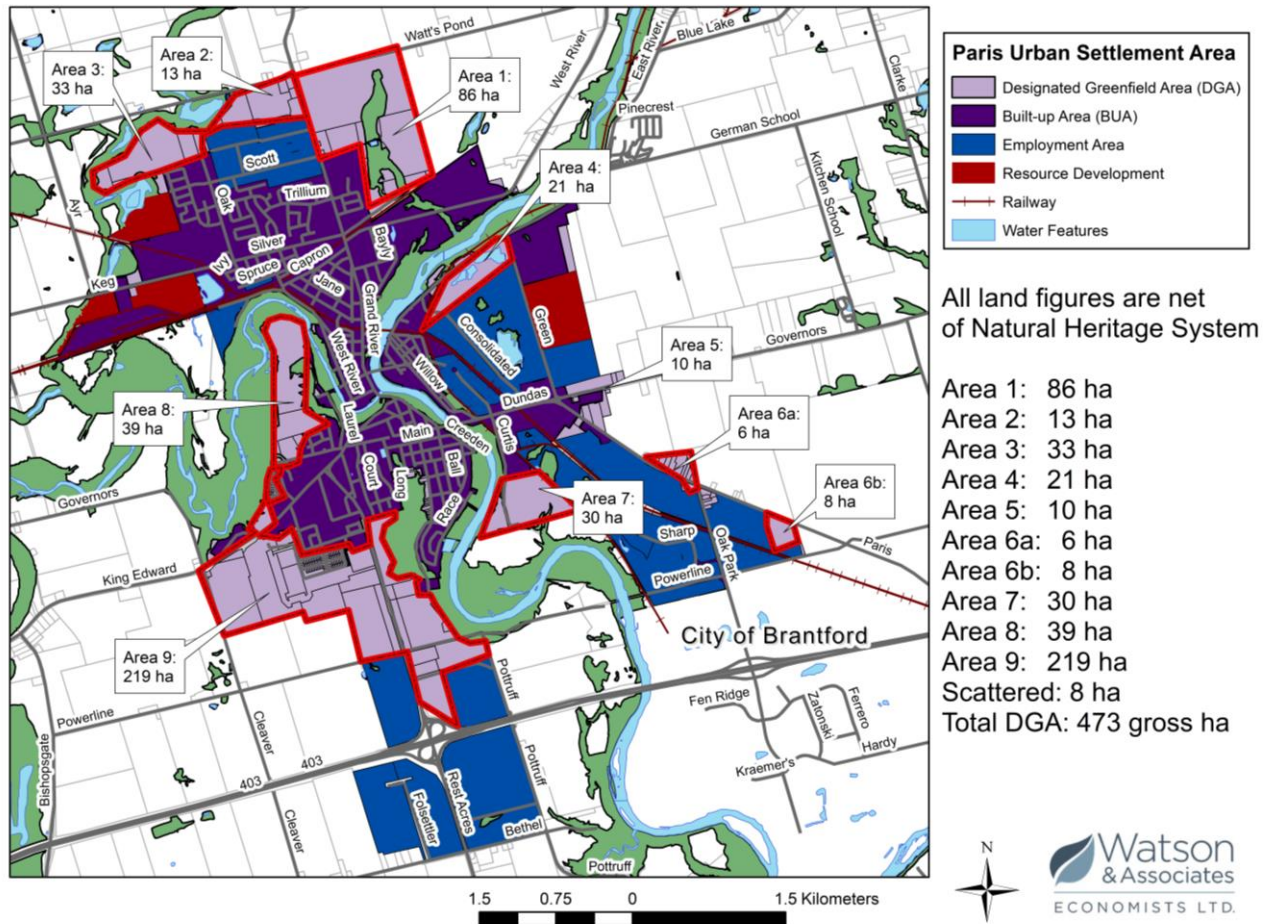 Watt's Pond
Area 2:
13 ha
Area 3:
33 ha
Area 1:
86 ha
West River
East River
Blue Lake
Clarke
Pinecrest
German School
Kitchen School
Scott
Area 4:
21 ha
Oak
Trillium
Ayr
Silver
Bayly
Ivy
Spruce
Capron
Jane
Keg
Grand River
Consolidated
Green
Governors
West River
Willow
Area 5:
10 ha
Dundas
Area 8:
39 ha
Laurel
Main
Creeden
Curtis
Area 6a:
6 ha
Court
Long
Ball
Governors
Race
Area 7:
30 ha
Area 6b:
8 ha
Sharp
Oak Park
Paris
King Edward
Powerline
City of Brantford
Area 9:
219 ha
Pottruff
Fen Ridge
Zatonski
Ferrero
Powerline
Cleaver
Hardy
Kraemer's
Bishopsgate
403
403
Pottruff
Rest Acres
Folsettler
Cleaver
Bethel
Pottruff
1.5 0.75 0 1.5 Kilometers
Paris Urban Settlement Area
Designated Greenfield Area (DGA)
Built-up Area (BUA)
Employment Area
Resource Development
Railway
Water Features
All land figures are net
of Natural Heritage System
Area 1: 86 ha
Area 2: 13 ha
Area 3: 33 ha
Area 4: 21 ha
Area 5: 10 ha
Area 6a: 6 ha
Area 6b: 8 ha
Area 7: 30 ha
Area 8: 39 ha
Area 9: 219 ha
Scattered: 8 ha
Total DGA: 473 gross ha
N
Watson
& Associates
ECONOMISTS LTD.